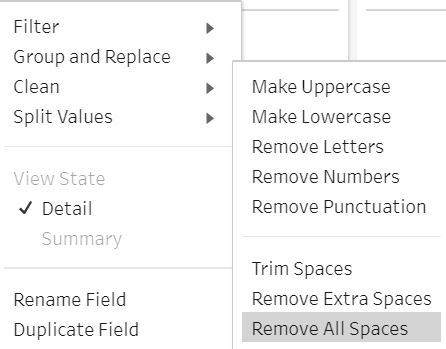 Filter
Group and Replace
Clean
Split Values
View State
Detail
Summary
Rename Field
Duplicate Field
Make Uppercase
Make Lowercase
Remove Letters
Remove Numbers
Remove Punctuation
Trim Spaces
Remove Extra Spaces
Remove All Spaces